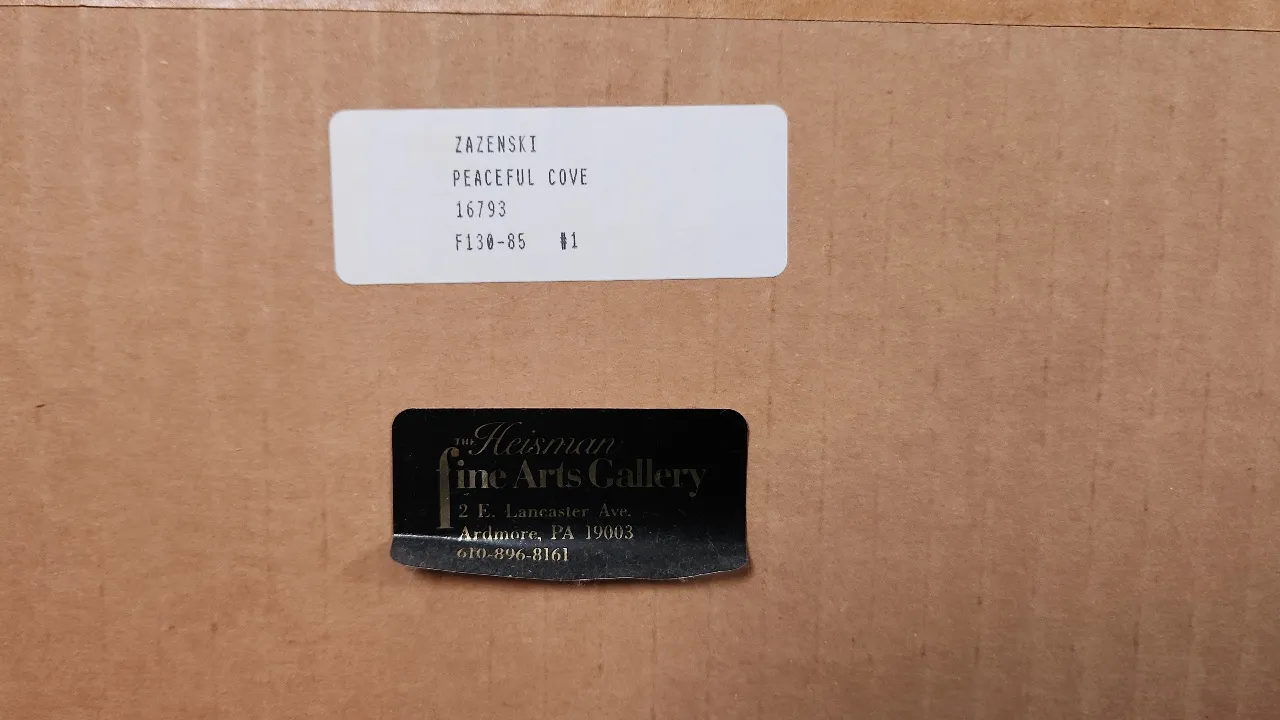 ZAZENSKI
PEACEFUL COVE
16793
F130-85 #1
THE Heisman
fine Arts Gallery
2 E. Lancaster Ave.
Ardmore, PA 19003
610-896-8161